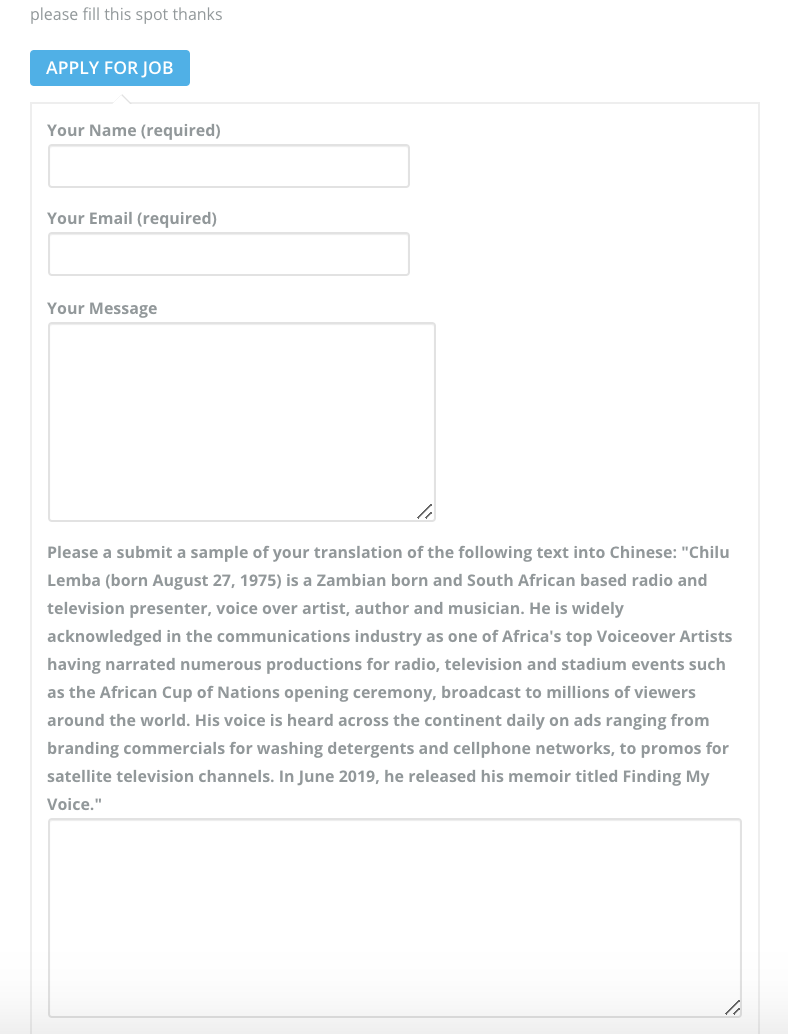 please fill this spot thanks
APPLY FOR JOB
Your Name (required)
Your Email (required)
Your Message
Please a submit a sample of your translation of the following text into Chinese: "Chilu
Lemba (born August 27, 1975) is a Zambian born and South African based radio and
television presenter, voice over artist, author and musician. He is widely
acknowledged in the communications industry as one of Africa's top Voiceover Artists
having narrated numerous productions for radio, television and stadium events such
as the African Cup of Nations opening ceremony, broadcast to millions of viewers
around the world. His voice is heard across the continent daily on ads ranging from
branding commercials for washing detergents and cellphone networks, to promos for
satellite television channels. In June 2019, he released his memoir titled Finding My
Voice."